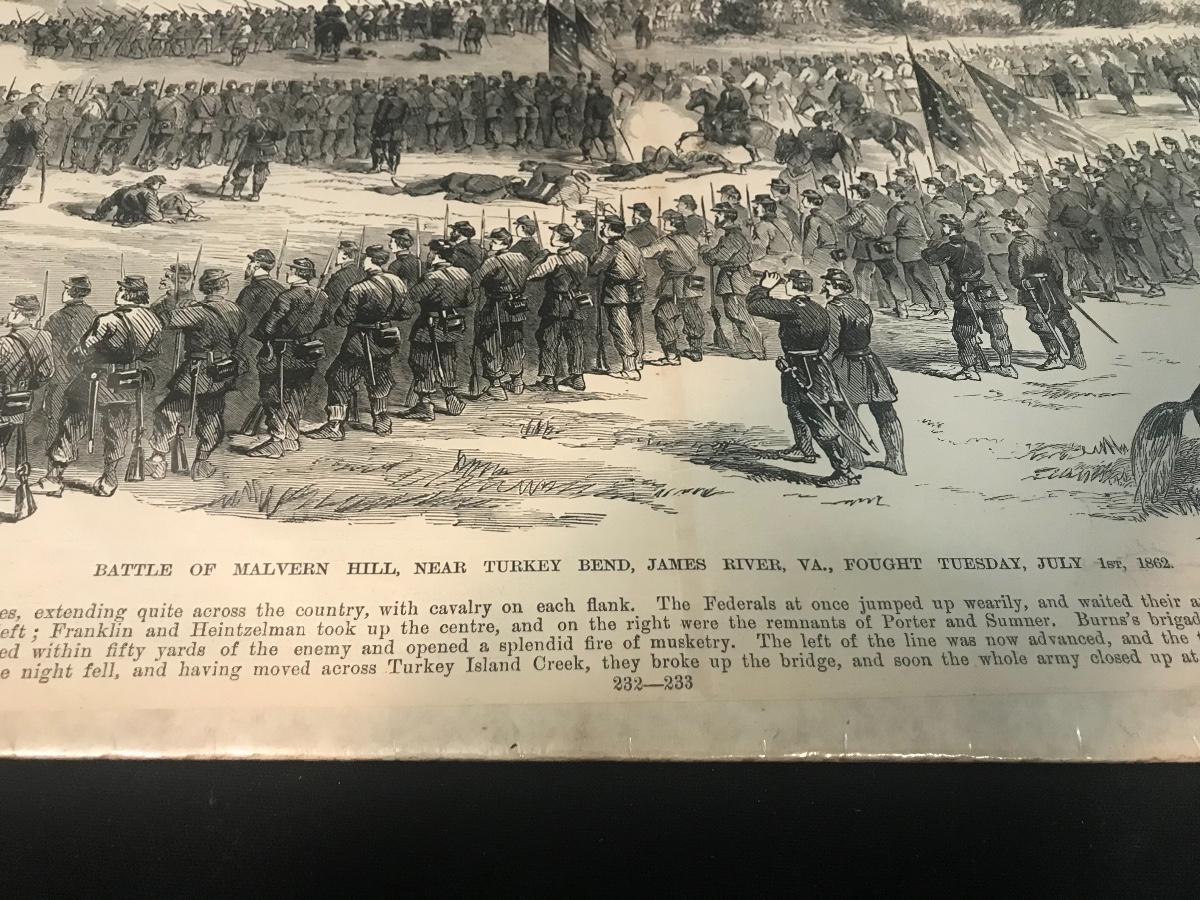 BATTLE OF MALVERN HILL, NEAR TURKEY BEND, JAMES RIVER, VA., FOUGHT TUESDAY, JULY 1ST, 1862.
es, extending quite across the country, with cavalry on each flank. The Federals at once jumped up wearily, and waited their a
left; Franklin and Heintzelman took up the centre, and on the right were the remnants of Porter and Sumner. Burns's brigad
ed within fifty yards of the enemy and opened a splendid fire of musketry. The left of the line was now advanced, and the
e night fell, and having moved across Turkey Island Creek, they broke up the bridge, and soon the whole army closed up at
232—233